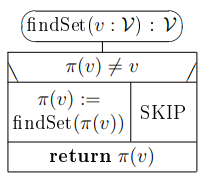 findSet(v : 𝒱) : 𝒱
π(v) ≠ v
π(v) :=
findSet(π(v))
SKIP
return π(v)